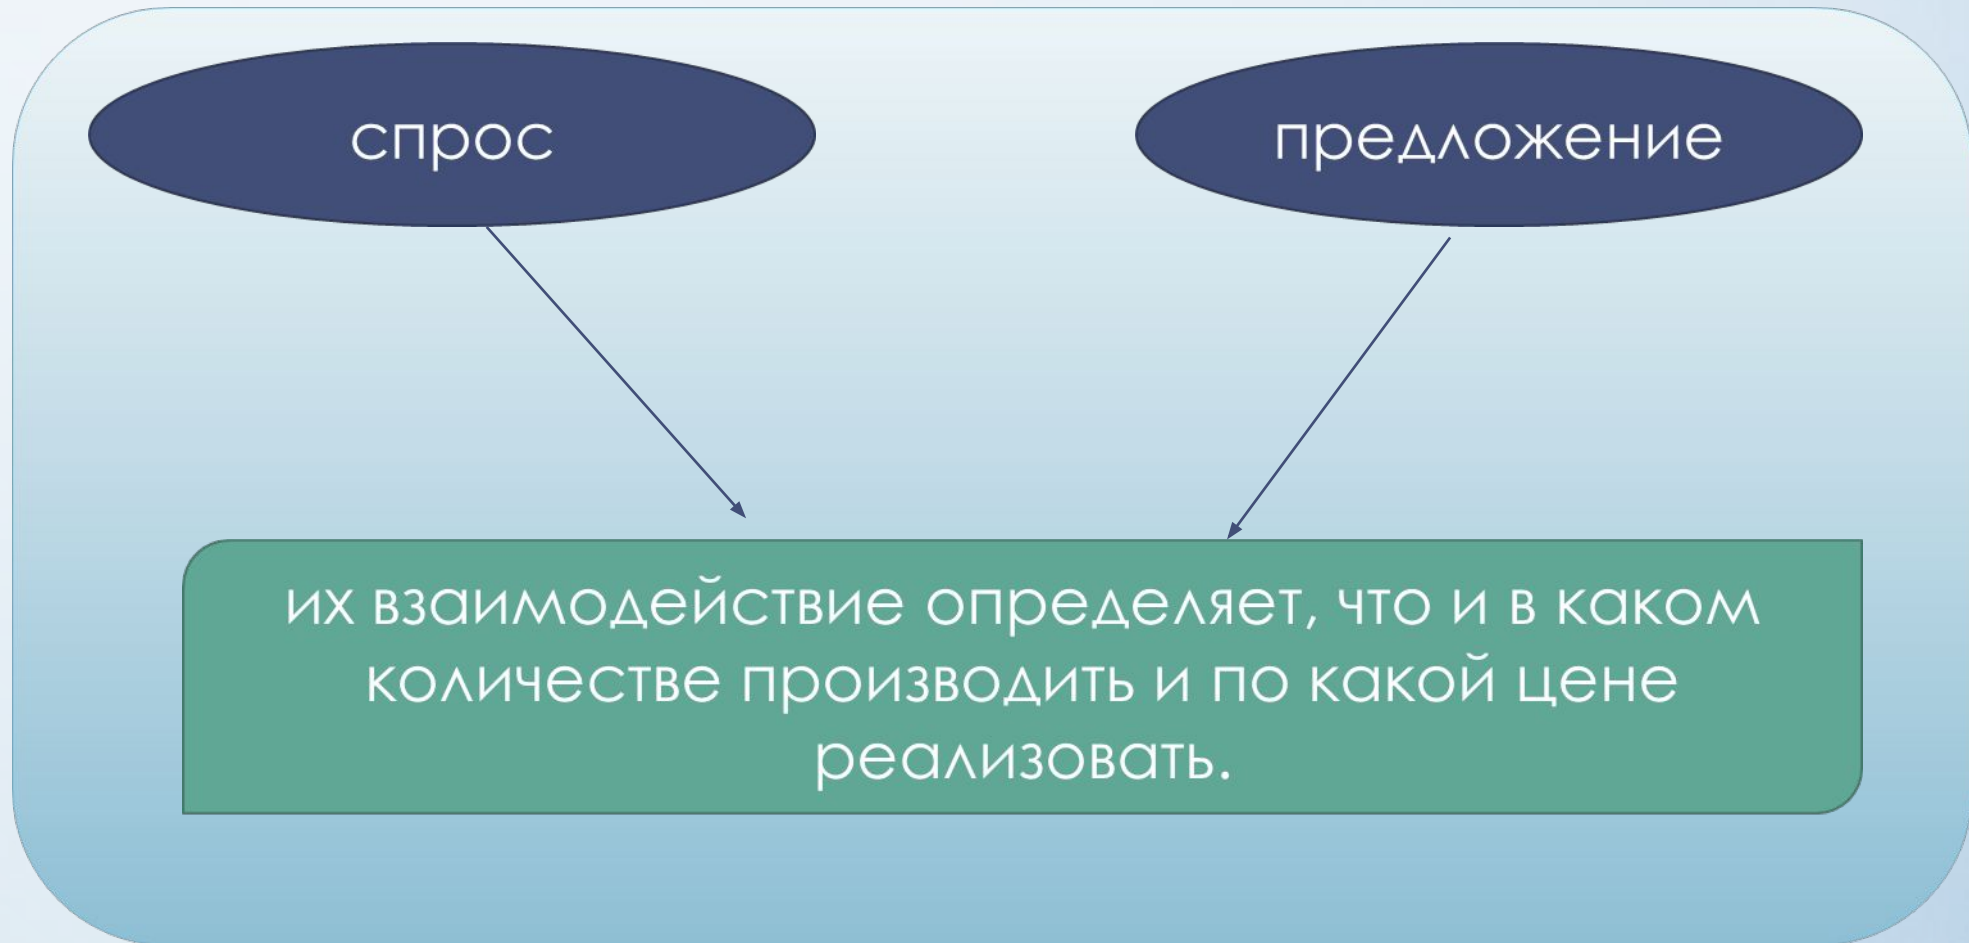 спрос
предложение
их взаимодействие определяет, что и в каком
количестве производить и по какой цене
реализовать.